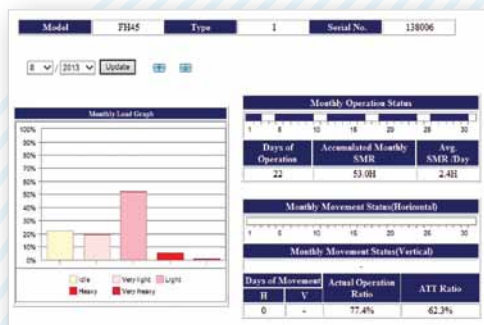 Model FH45 Type 1 Serial No. 138006
8 / 2013 Update
Monthly Load Graph
100%
90%
80%
70%
60%
50%
40%
30%
20%
10%
0%
Idle Very light Light
Heavy Very heavy
Monthly Operation Status
1 5 10 15 20 25 30
Days of Operation Accumulated Monthly SMR Avg. SMR /Day
22 53.0H 2.4H
Monthly Movement Status(Horizontal)
1 5 10 15 20 25 30
Monthly Movement Status(Vertical)
-
Days of Movement Actual Operation Ratio ATT Ratio
H V
0 - 77.4% 62.3%